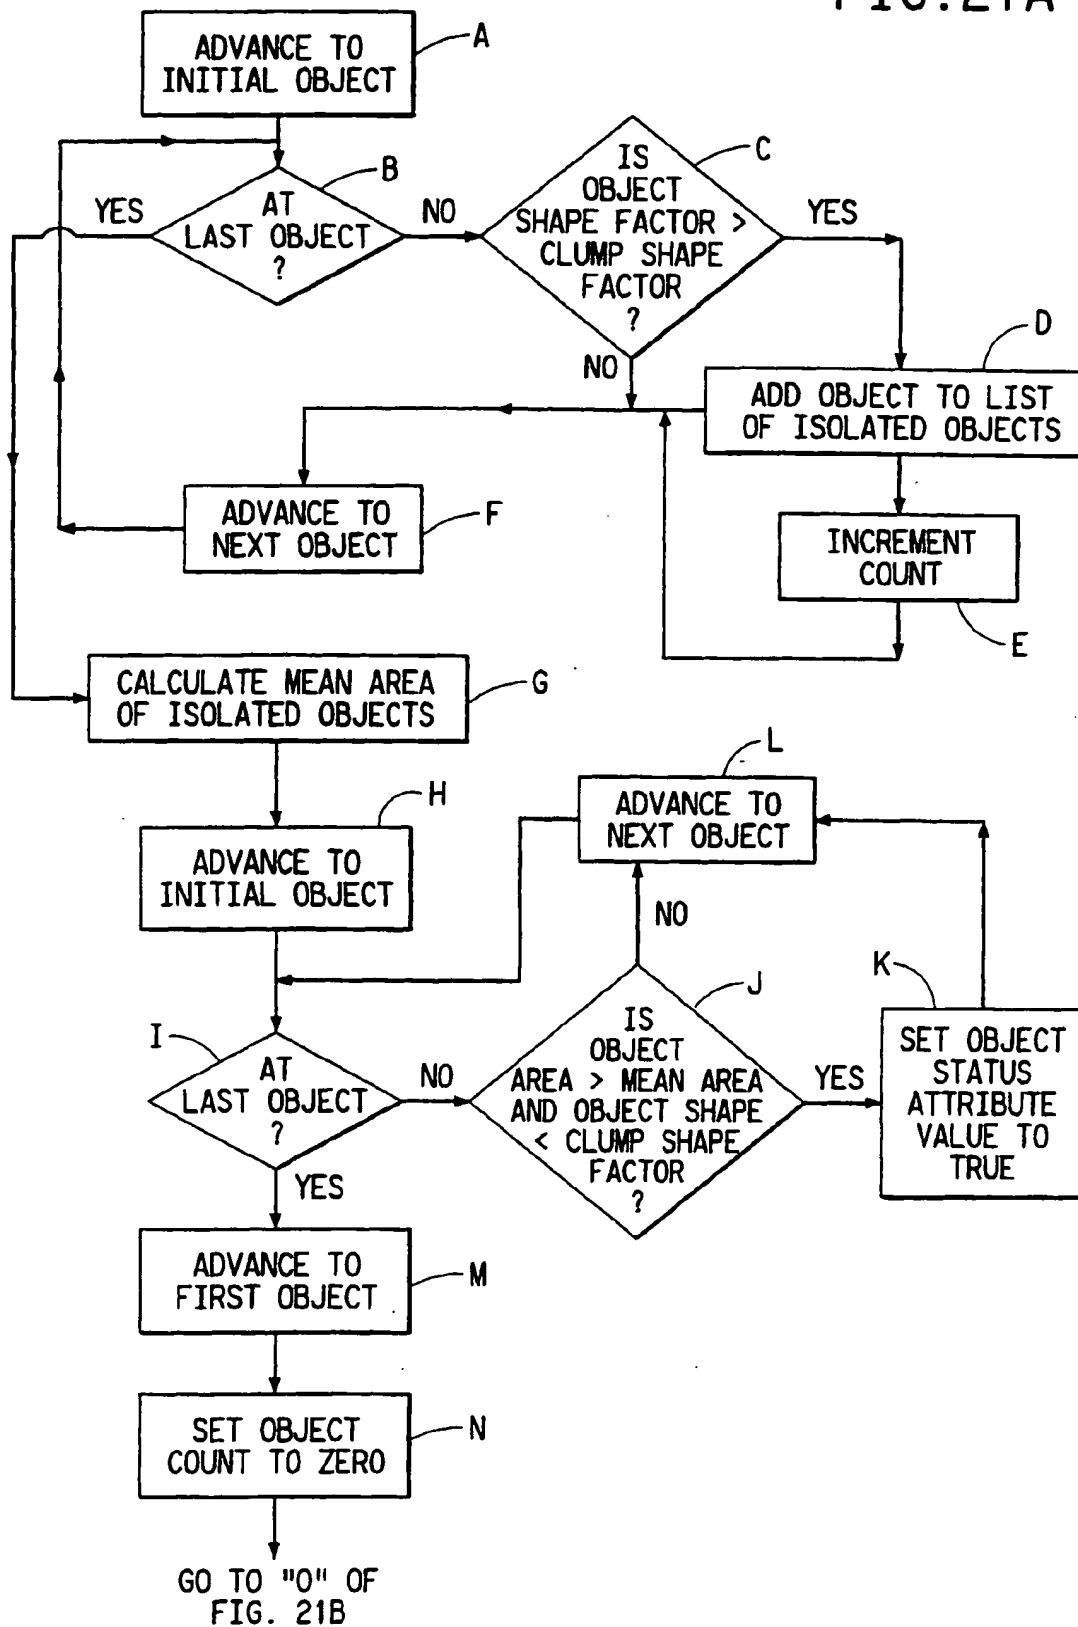 FIG.21A
ADVANCE TO
INITIAL OBJECT
A
B
AT
LAST OBJECT
?
YES
NO
C
IS
OBJECT
SHAPE FACTOR >
CLUMP SHAPE
FACTOR
?
YES
NO
D
ADD OBJECT TO LIST
OF ISOLATED OBJECTS
ADVANCE TO
NEXT OBJECT
F
INCREMENT
COUNT
E
CALCULATE MEAN AREA
OF ISOLATED OBJECTS
G
H
ADVANCE TO
INITIAL OBJECT
L
ADVANCE TO
NEXT OBJECT
NO
I
AT
LAST OBJECT
?
NO
YES
J
IS
OBJECT
AREA > MEAN AREA
AND OBJECT SHAPE
< CLUMP SHAPE
FACTOR
?
YES
K
SET OBJECT
STATUS
ATTRIBUTE
VALUE TO
TRUE
ADVANCE TO
FIRST OBJECT
M
SET OBJECT
COUNT TO ZERO
N
GO TO "O" OF
FIG. 21B